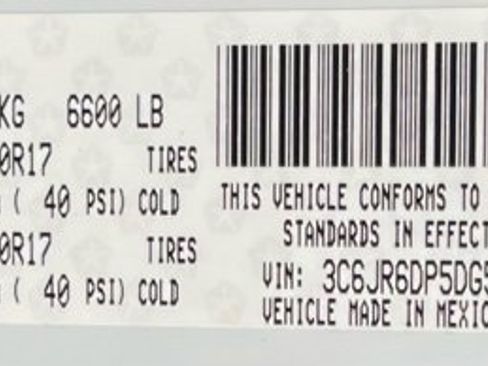 KG 6600 LB
0R17 TIRES
( 40 PSI) COLD
0R17 TIRES
( 40 PSI) COLD
THIS VEHICLE CONFORMS TO
STANDARDS IN EFFECT
VIN: 3C6JR6DP5DG5
VEHICLE MADE IN MEXIC